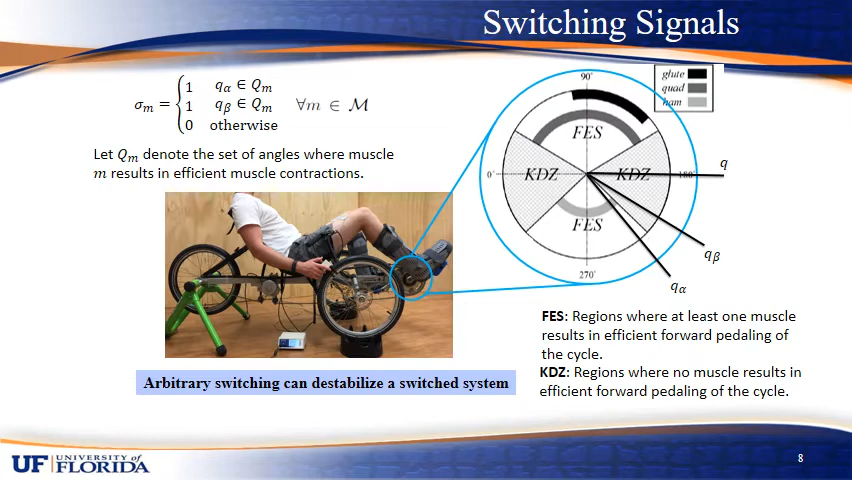 Switching Signals
σₘ = { 1 qα ∈ Qₘ
1 qβ ∈ Qₘ ∀m ∈ ℳ
0 otherwise
Let Qₘ denote the set of angles where muscle
m results in efficient muscle contractions.
90°
glute
quad
ham
FES
KDZ
KDZ
0°
180°
q
FES
qβ
270°
qα
FES: Regions where at least one muscle
results in efficient forward pedaling of
the cycle.
KDZ: Regions where no muscle results in
efficient forward pedaling of the cycle.
Arbitrary switching can destabilize a switched system
UF UNIVERSITY of
FLORIDA
8